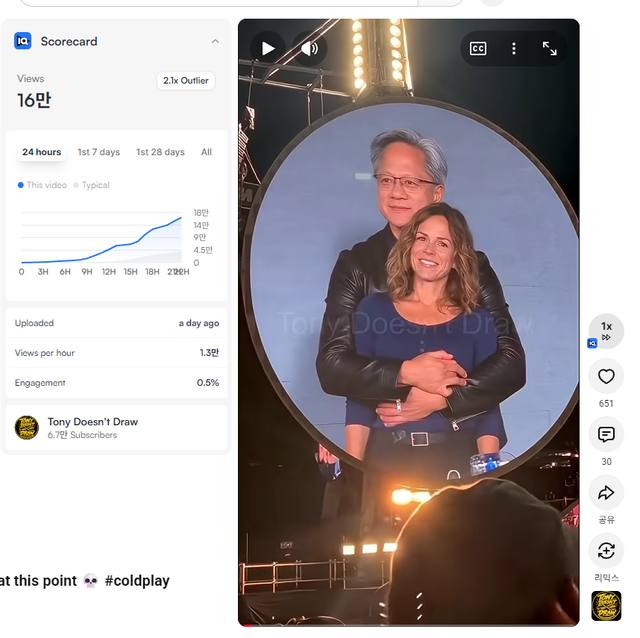 Scorecard
Views
2.1x Outlier
16만
24 hours
1st 7 days
1st 28 days
All
This video
Typical
18만
14만
9만
4.5만
0
0 3H 6H 9H 12H 15H 18H
Uploaded
a day ago
Views per hour
1.3만
Engagement
0.5%
Tony Doesn't Draw
6.7만 Subscribers
at this point 💀 #coldplay
CC
Tony Doesn't Draw
1x
651
30
공유
리믹스